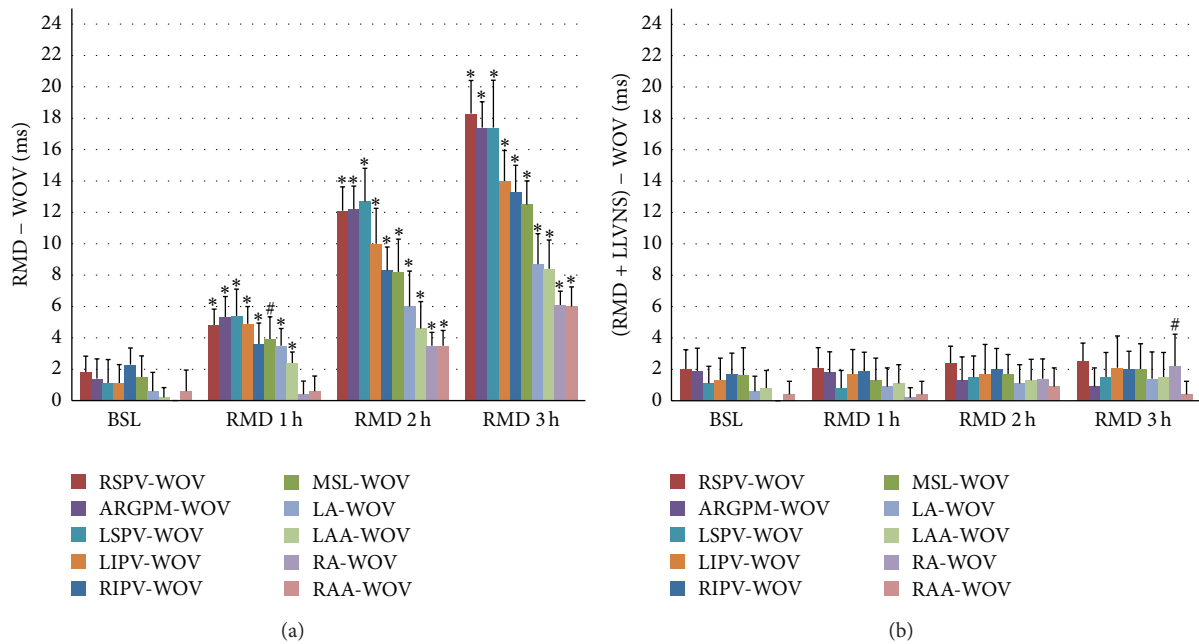 24
22
20
18
16
14
12
10
8
6
4
2
0
RMD – WOV (ms)
* * * * * # * *
** * * * * * * **
* * * * * * * * * *
BSL RMD 1 h RMD 2 h RMD 3 h
RSPV-WOV
ARGPM-WOV
LSPV-WOV
LIPV-WOV
RIPV-WOV
MSL-WOV
LA-WOV
LAA-WOV
RA-WOV
RAA-WOV
(a)
24
22
20
18
16
14
12
10
8
6
4
2
0
(RMD + LLVNS) – WOV (ms)
#
BSL RMD 1 h RMD 2 h RMD 3 h
RSPV-WOV
ARGPM-WOV
LSPV-WOV
LIPV-WOV
RIPV-WOV
MSL-WOV
LA-WOV
LAA-WOV
RA-WOV
RAA-WOV
(b)